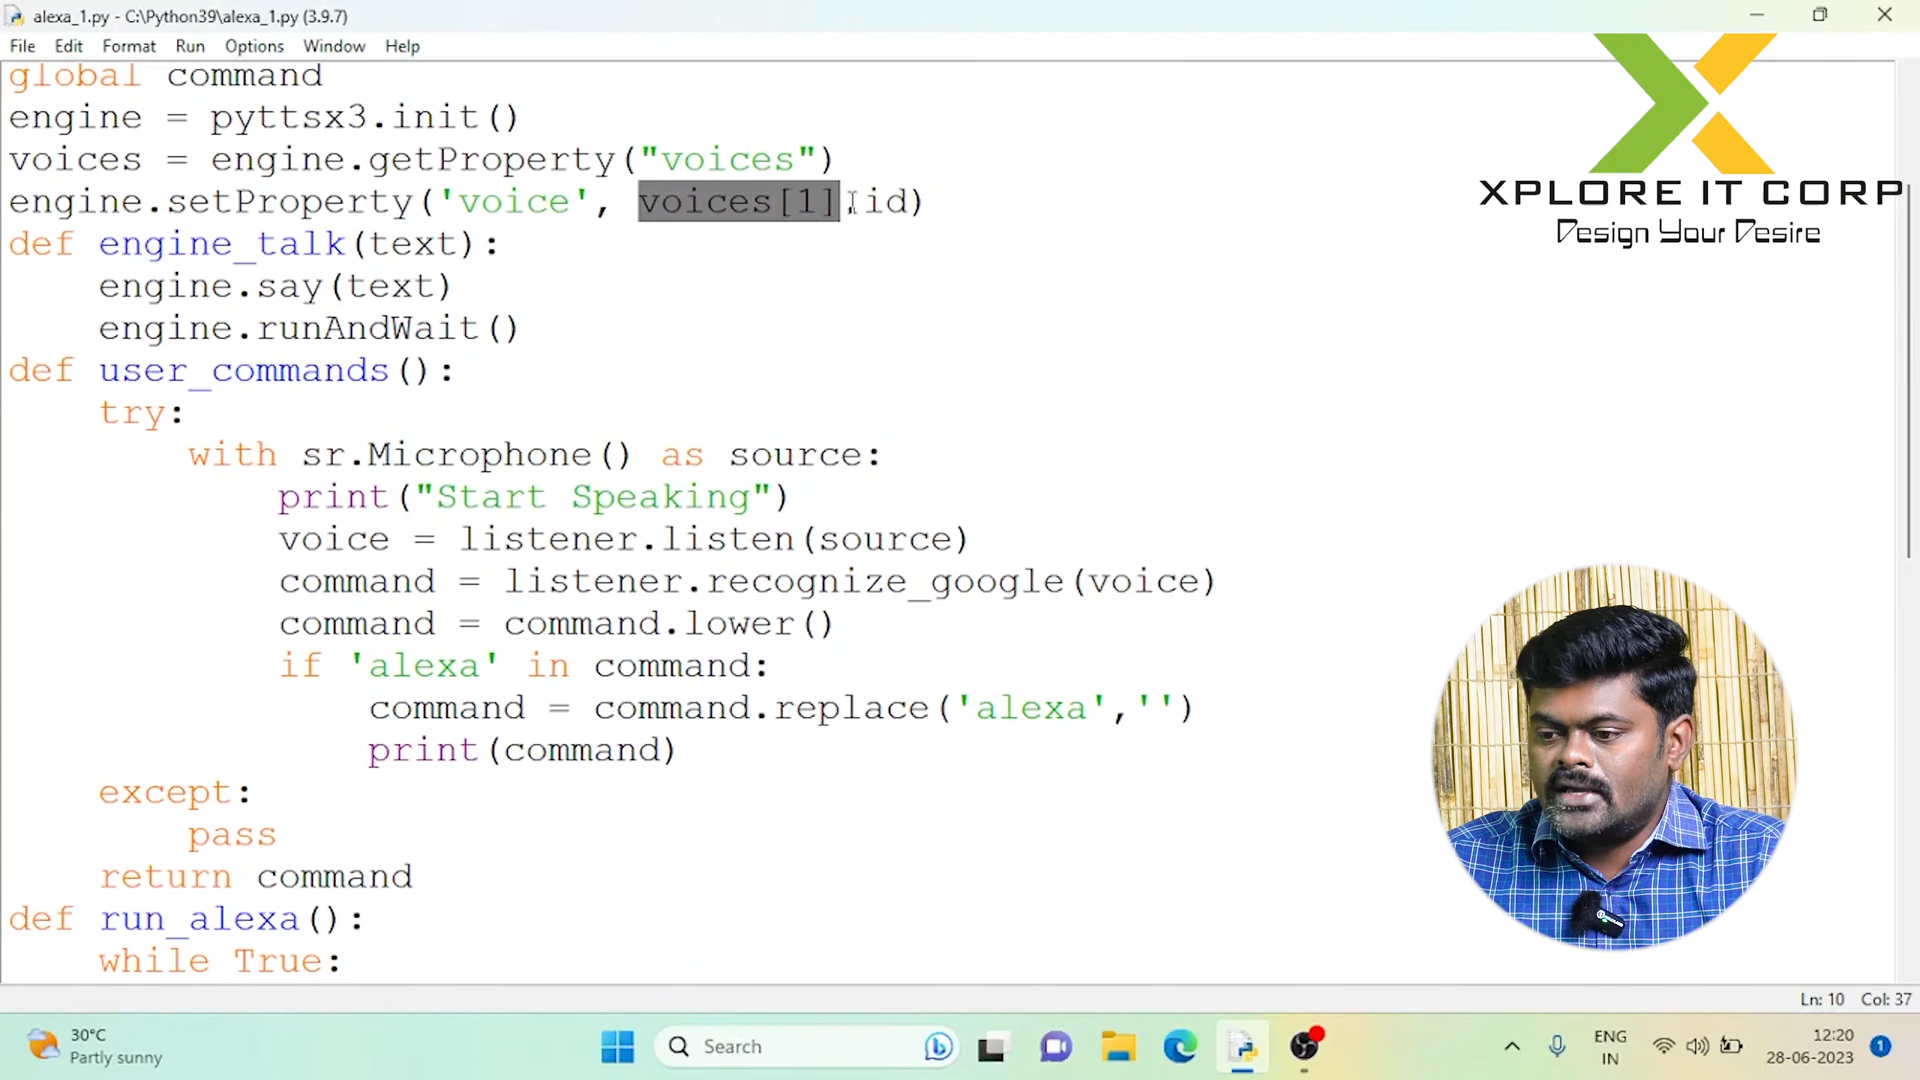 alexa_1.py - C:\Python39\alexa_1.py (3.9.7)
File Edit Format Run Options Window Help
global command
engine = pyttsx3.init()
voices = engine.getProperty("voices")
engine.setProperty('voice', voices[1].id)
def engine_talk(text):
    engine.say(text)
    engine.runAndWait()
def user_commands():
    try:
        with sr.Microphone() as source:
            print("Start Speaking")
            voice = listener.listen(source)
            command = listener.recognize_google(voice)
            command = command.lower()
            if 'alexa' in command:
                command = command.replace('alexa','')
                print(command)
    except:
        pass
    return command
def run_alexa():
    while True:
XPLORE IT CORP
Design Your Desire
Ln: 10 Col: 37
30°C
Partly sunny
Search
ENG
IN
12:20
28-06-2023
1